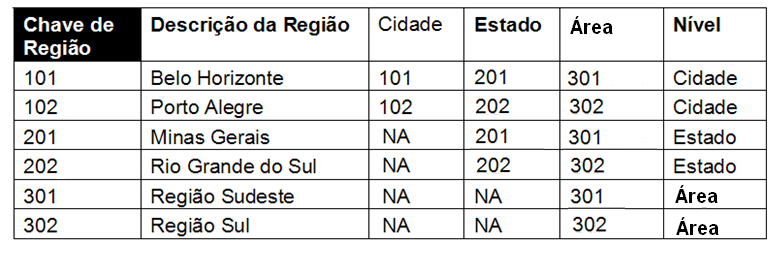 Chave de Região Descrição da Região Cidade Estado Área Nível
101 Belo Horizonte 101 201 301 Cidade
102 Porto Alegre 102 202 302 Cidade
201 Minas Gerais NA 201 301 Estado
202 Rio Grande do Sul NA 202 302 Estado
301 Região Sudeste NA NA 301 Área
302 Região Sul NA NA 302 Área